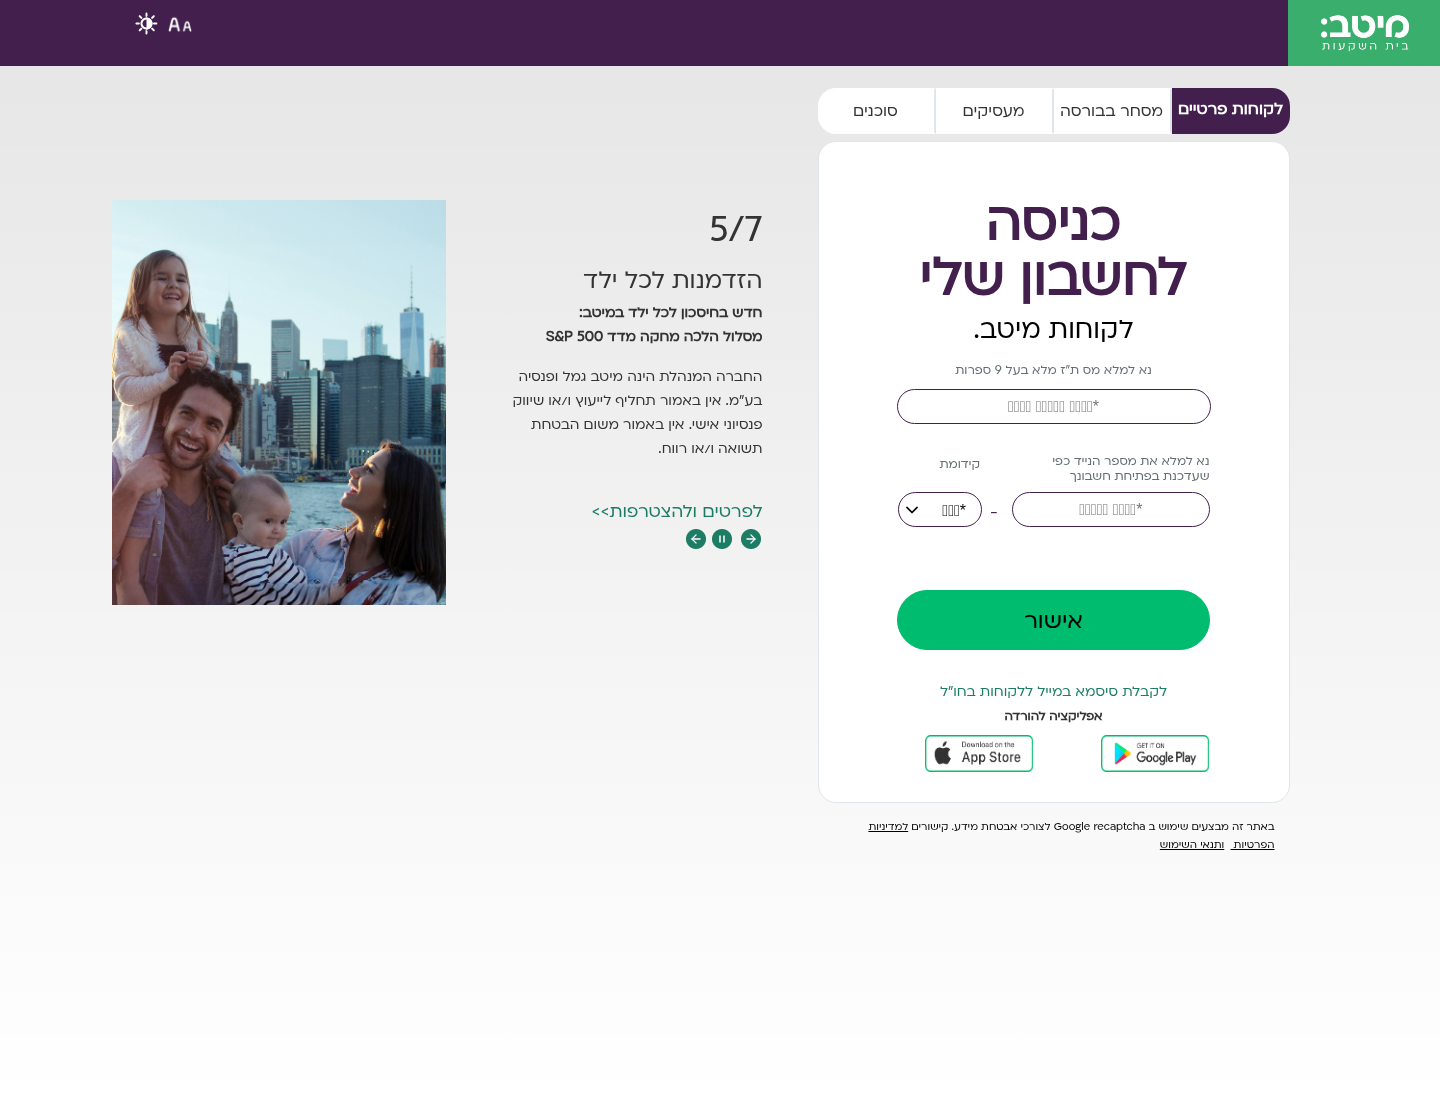 מיטב:
בית השקעות
AA
לקוחות פרטיים
מסחר בבורסה
מעסיקים
סוכנים
כניסה
לחשבון שלי
לקוחות מיטב.
נא למלא מס ת"ז מלא בעל 9 ספרות
נא למלא את מספר הנייד כפי
שעדכנת בפתיחת חשבונך
קידומת
-
אישור
לקבלת סיסמא במייל ללקוחות בחו"ל
אפליקציה להורדה
GET IT ON
Google Play
Download on the
App Store
באתר זה מבצעים שימוש ב Google recaptcha לצורכי אבטחת מידע. קישורים למדיניות
הפרטיות ותנאי השימוש
5/7
הזדמנות לכל ילד
חדש בחיסכון לכל ילד במיטב:
מסלול הלכה מחקה מדד S&P 500
החברה המנהלת הינה מיטב גמל ופנסיה
בע"מ. אין באמור תחליף לייעוץ ו/או שיווק
פנסיוני אישי. אין באמור משום הבטחת
תשואה ו/או רווח.
לפרטים ולהצטרפות>>